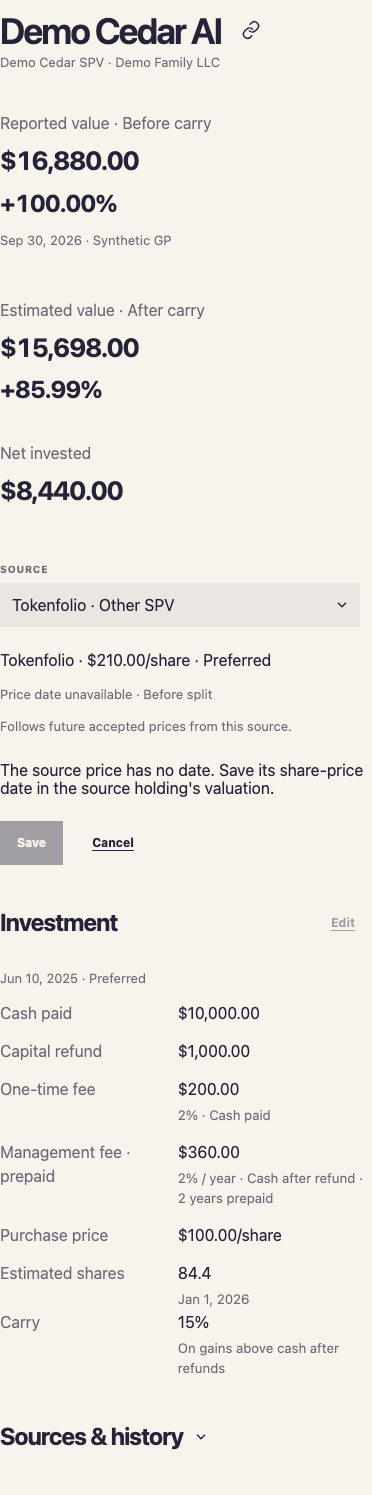 Demo Cedar AI
Demo Cedar SPV · Demo Family LLC
Reported value · Before carry
$16,880.00
+100.00%
Sep 30, 2026 · Synthetic GP
Estimated value · After carry
$15,698.00
+85.99%
Net invested
$8,440.00
SOURCE
Tokenfolio · Other SPV
Tokenfolio · $210.00/share · Preferred
Price date unavailable · Before split
Follows future accepted prices from this source.
The source price has no date. Save its share-price
date in the source holding's valuation.
Save Cancel
Investment Edit
Jun 10, 2025 · Preferred
Cash paid $10,000.00
Capital refund $1,000.00
One-time fee $200.00
2% · Cash paid
Management fee · $360.00
prepaid 2% / year · Cash after refund ·
2 years prepaid
Purchase price $100.00/share
Estimated shares 84.4
Jan 1, 2026
Carry 15%
On gains above cash after
refunds
Sources & history